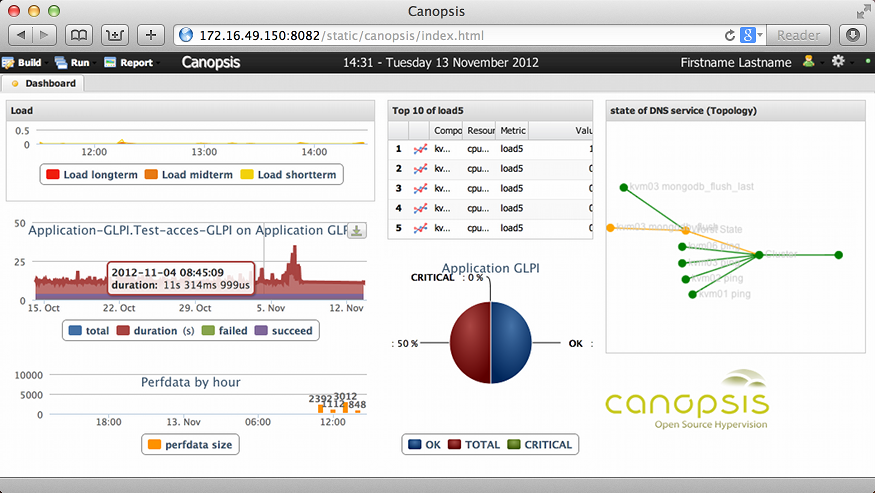 Canopsis
172.16.49.150:8082/static/canopsis/index.html
Reader
Build
Run
Report
Canopsis
14:31 - Tuesday 13 November 2012
Firstname Lastname
Dashboard
Load
0.5
0
12:00
13:00
14:00
Load longterm
Load midterm
Load shortterm
50
Application-GLPI.Test-acces-GLPI on Application GLP
25
2012-11-04 08:45:09
duration: 11s 314ms 999us
0
15. Oct
22. Oct
29. Oct
5. Nov
12. Nov
total
duration (s)
failed
succeed
Perfdata by hour
10000
5000
0
2392
1112
3012
848
18:00
13. Nov
06:00
12:00
perfdata size
Top 10 of load5
Compo
Resour
Metric
Valu
1 kv... cpu... load5
2 kv... cpu... load5 0
3 kv... cpu... load5 0
4 kv... cpu... load5 0
5 kv... cpu... load5 0
Application GLPI
CRITICAL : 0 %
: 50 %
OK :
OK
TOTAL
CRITICAL
state of DNS service (Topology)
kvm03 mongodb_flush_last
kvm03 mongodb_flush
Worst State
ping
Cluster
ping
kvm01 ping
canopsis
Open Source Hypervision